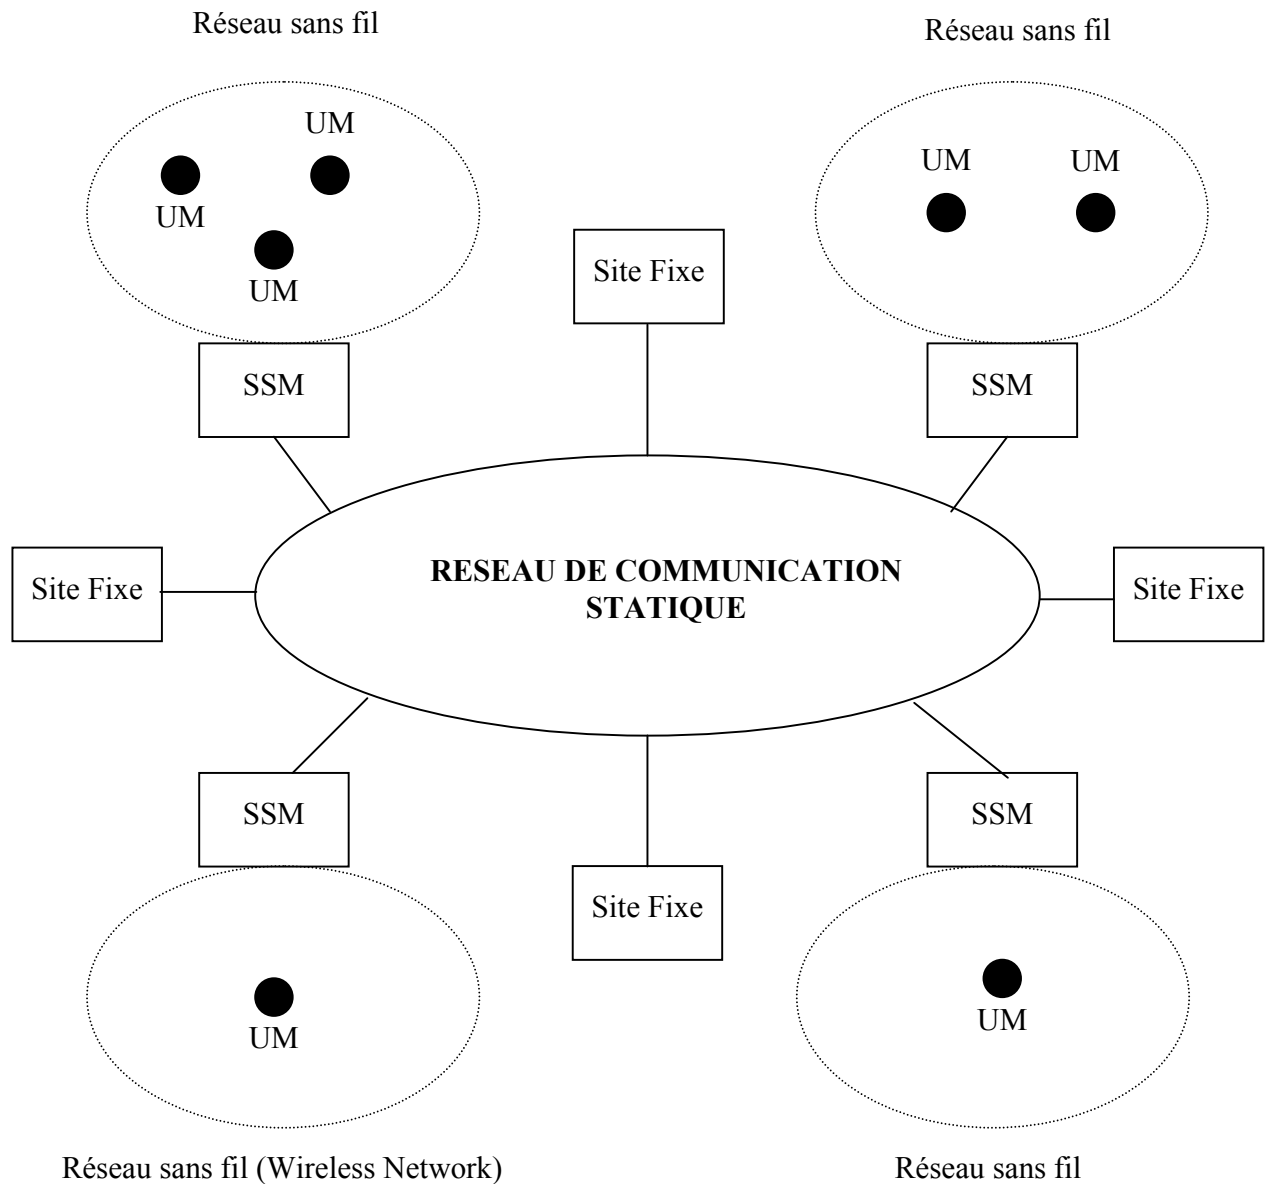 Réseau sans fil
Réseau sans fil
UM
UM
UM
UM
UM
Site Fixe
SSM
SSM
RESEAU DE COMMUNICATION
STATIQUE
Site Fixe
Site Fixe
SSM
SSM
Site Fixe
UM
UM
Réseau sans fil (Wireless Network)
Réseau sans fil